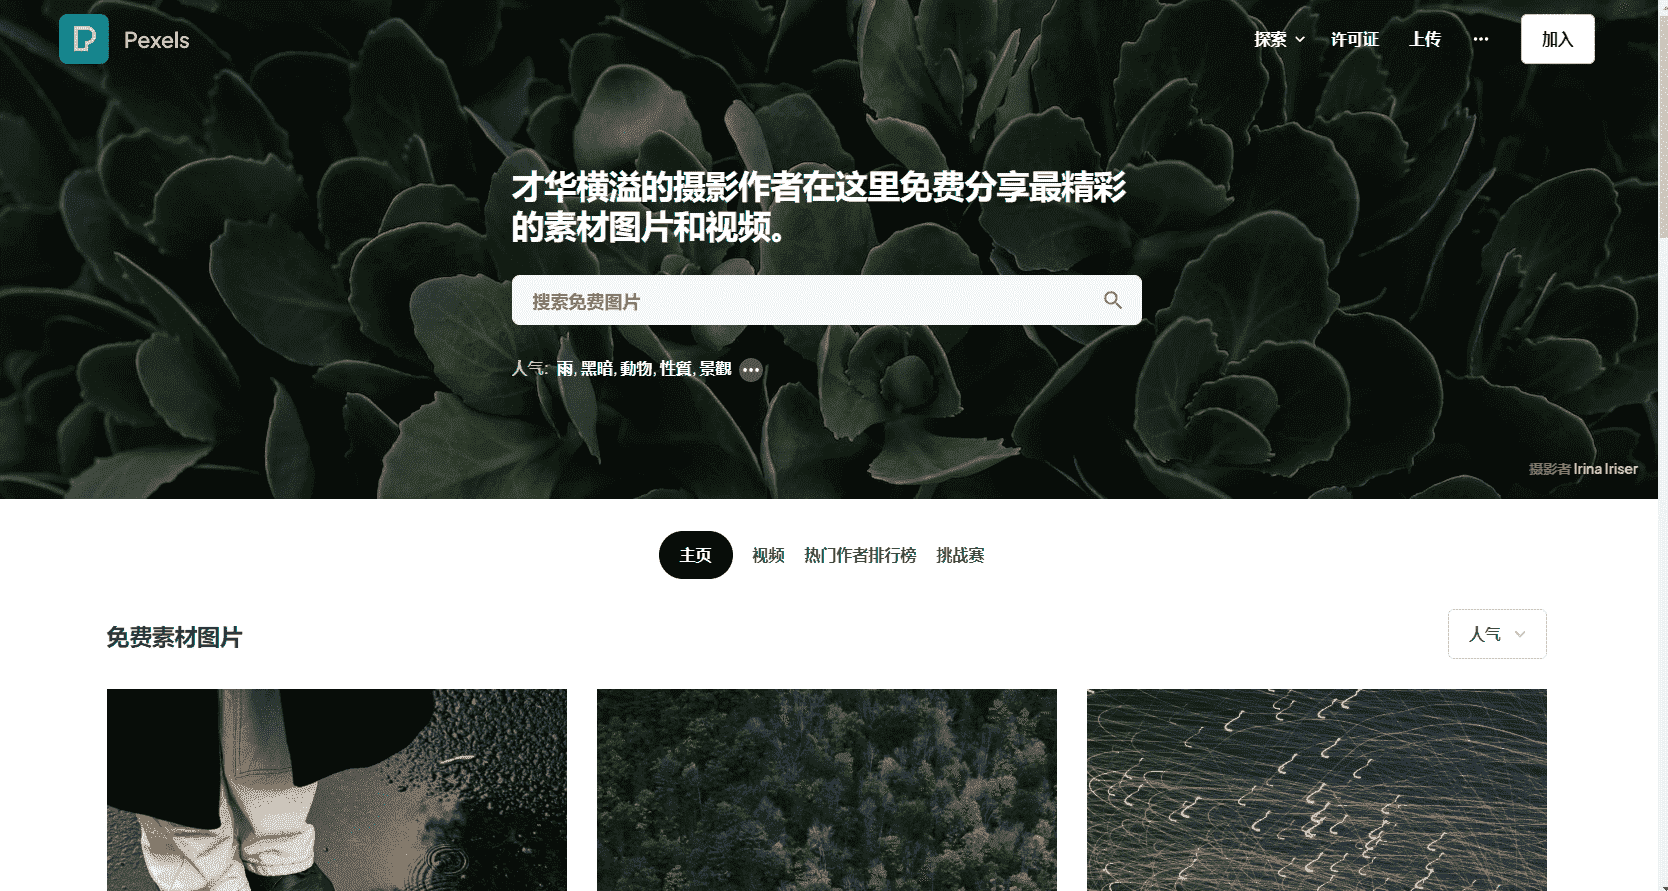 Pexels
探索
许可证
上传
加入
才华横溢的摄影作者在这里免费分享最精彩
的素材图片和视频。
搜索免费图片
人气: 雨, 黑暗, 動物, 性質, 景觀
摄影者 Irina Iriser
主页
视频
热门作者排行榜
挑战赛
免费素材图片
人气